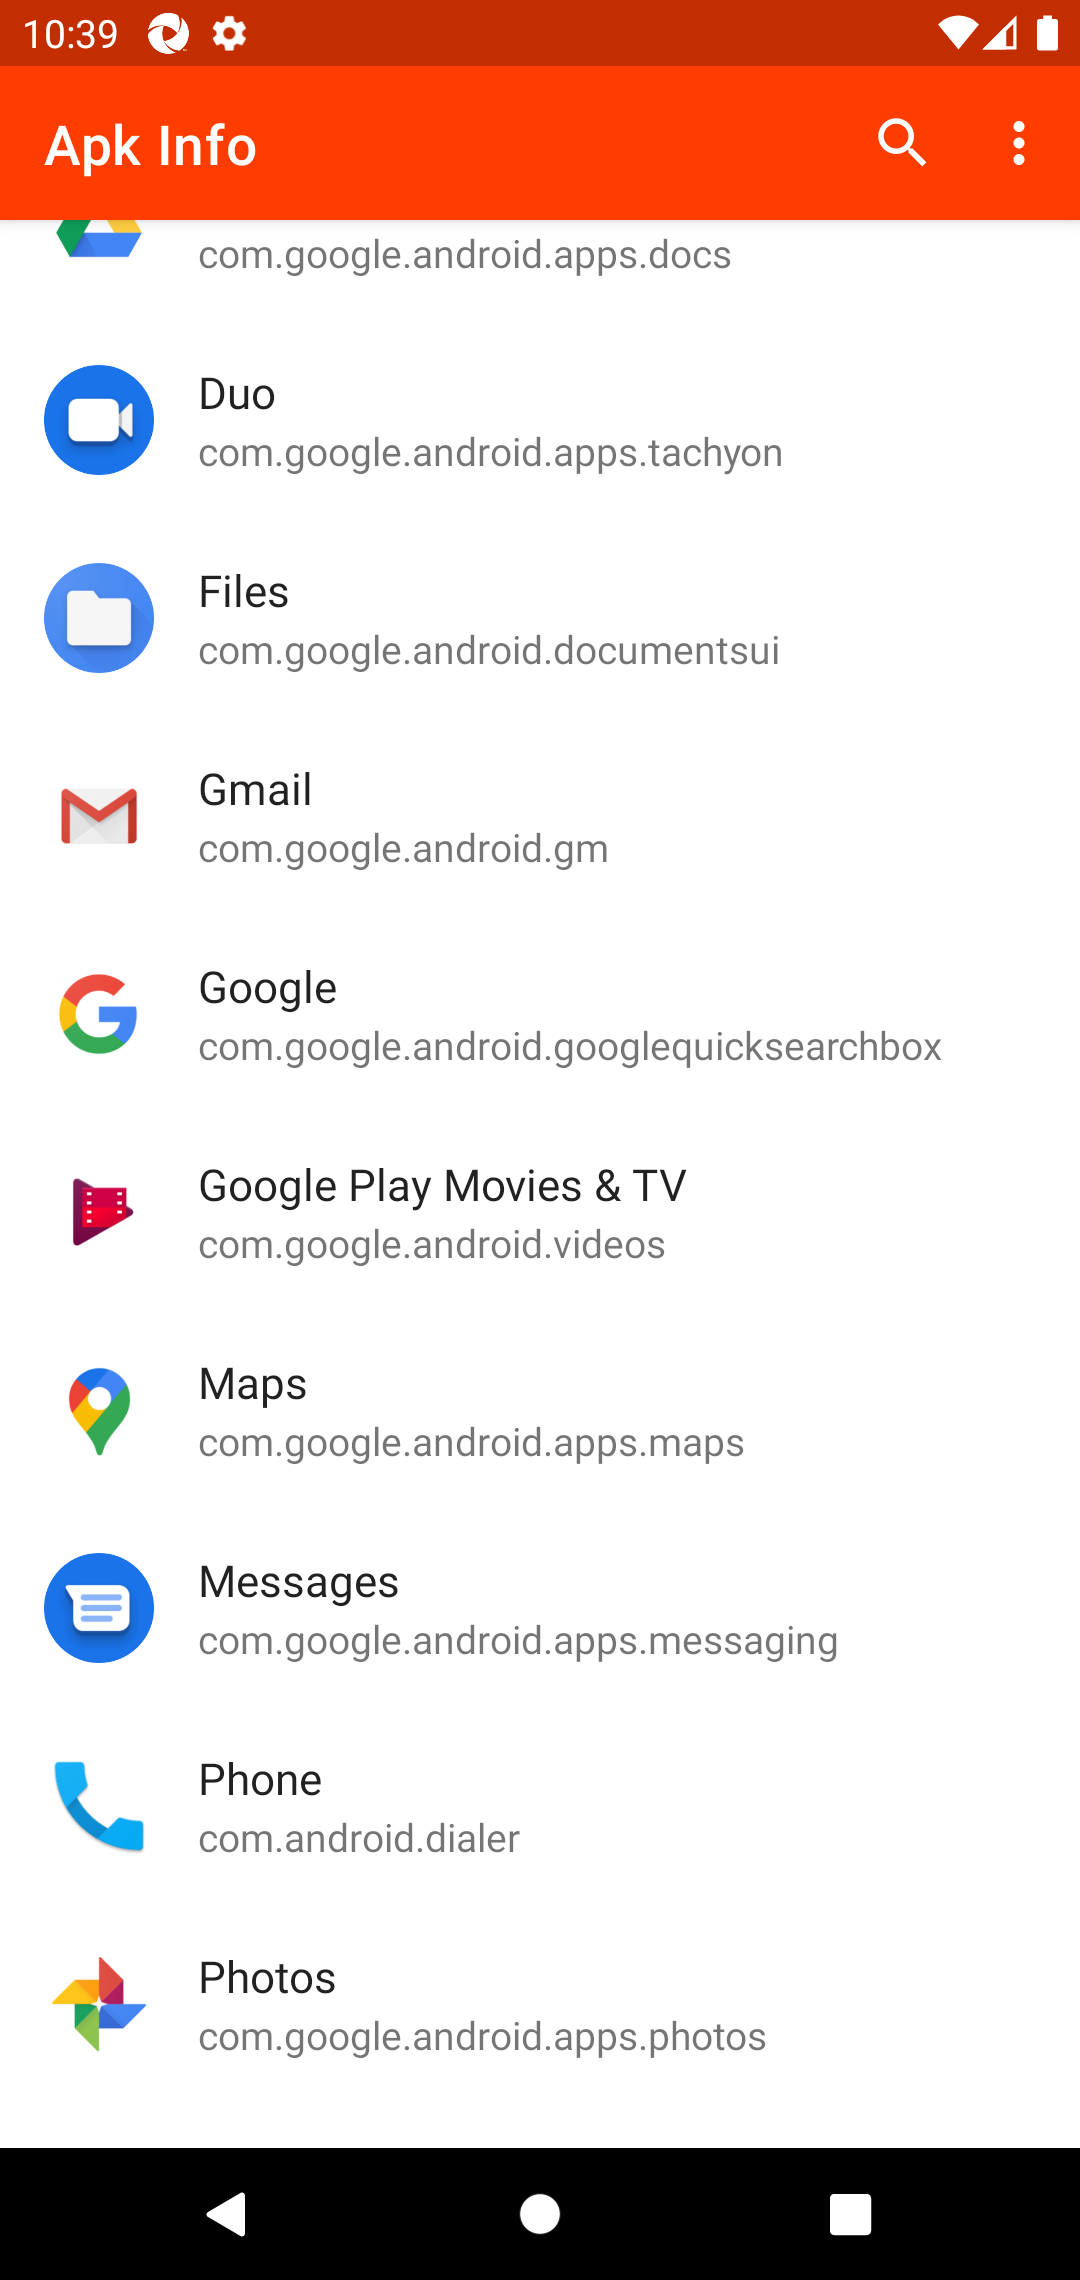 10:39
Apk Info
com.google.android.apps.docs
Duo
com.google.android.apps.tachyon
Files
com.google.android.documentsui
Gmail
com.google.android.gm
Google
com.google.android.googlequicksearchbox
Google Play Movies & TV
com.google.android.videos
Maps
com.google.android.apps.maps
Messages
com.google.android.apps.messaging
Phone
com.android.dialer
Photos
com.google.android.apps.photos